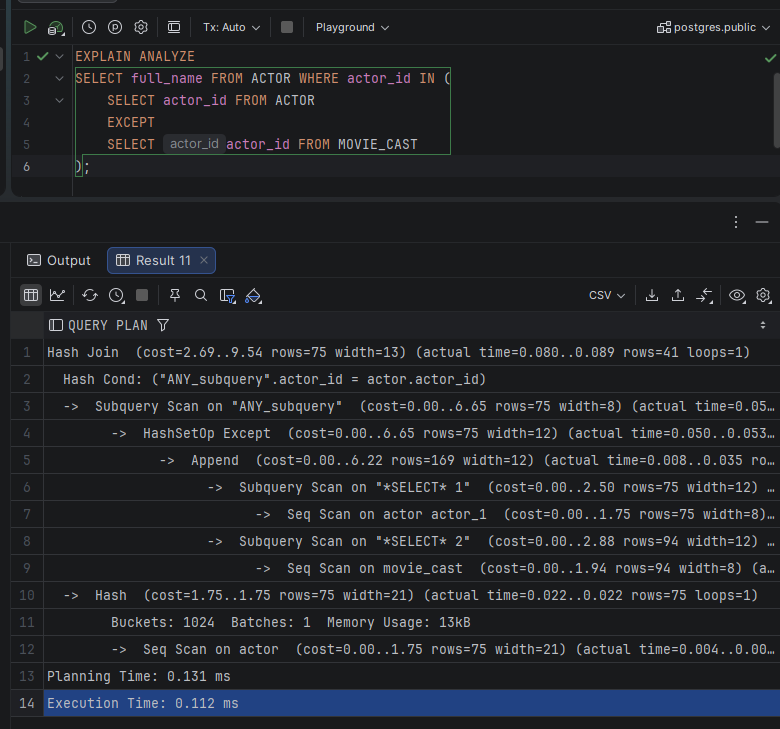 Tx: Auto Playground postgres.public
1 EXPLAIN ANALYZE
2 SELECT full_name FROM ACTOR WHERE actor_id IN (
3 SELECT actor_id FROM ACTOR
4 EXCEPT
5 SELECT actor_id actor_id FROM MOVIE_CAST
6 );
Output Result 11
CSV
QUERY PLAN
1 Hash Join (cost=2.69..9.54 rows=75 width=13) (actual time=0.080..0.089 rows=41 loops=1)
2 Hash Cond: ("ANY_subquery".actor_id = actor.actor_id)
3 -> Subquery Scan on "ANY_subquery" (cost=0.00..6.65 rows=75 width=8) (actual time=0.05…
4 -> HashSetOp Except (cost=0.00..6.65 rows=75 width=12) (actual time=0.050..0.053…
5 -> Append (cost=0.00..6.22 rows=169 width=12) (actual time=0.008..0.035 ro…
6 -> Subquery Scan on "*SELECT* 1" (cost=0.00..2.50 rows=75 width=12) …
7 -> Seq Scan on actor actor_1 (cost=0.00..1.75 rows=75 width=8)…
8 -> Subquery Scan on "*SELECT* 2" (cost=0.00..2.88 rows=94 width=12) …
9 -> Seq Scan on movie_cast (cost=0.00..1.94 rows=94 width=8) (a…
10 -> Hash (cost=1.75..1.75 rows=75 width=21) (actual time=0.022..0.022 rows=75 loops=1)
11 Buckets: 1024 Batches: 1 Memory Usage: 13kB
12 -> Seq Scan on actor (cost=0.00..1.75 rows=75 width=21) (actual time=0.004..0.00…
13 Planning Time: 0.131 ms
14 Execution Time: 0.112 ms